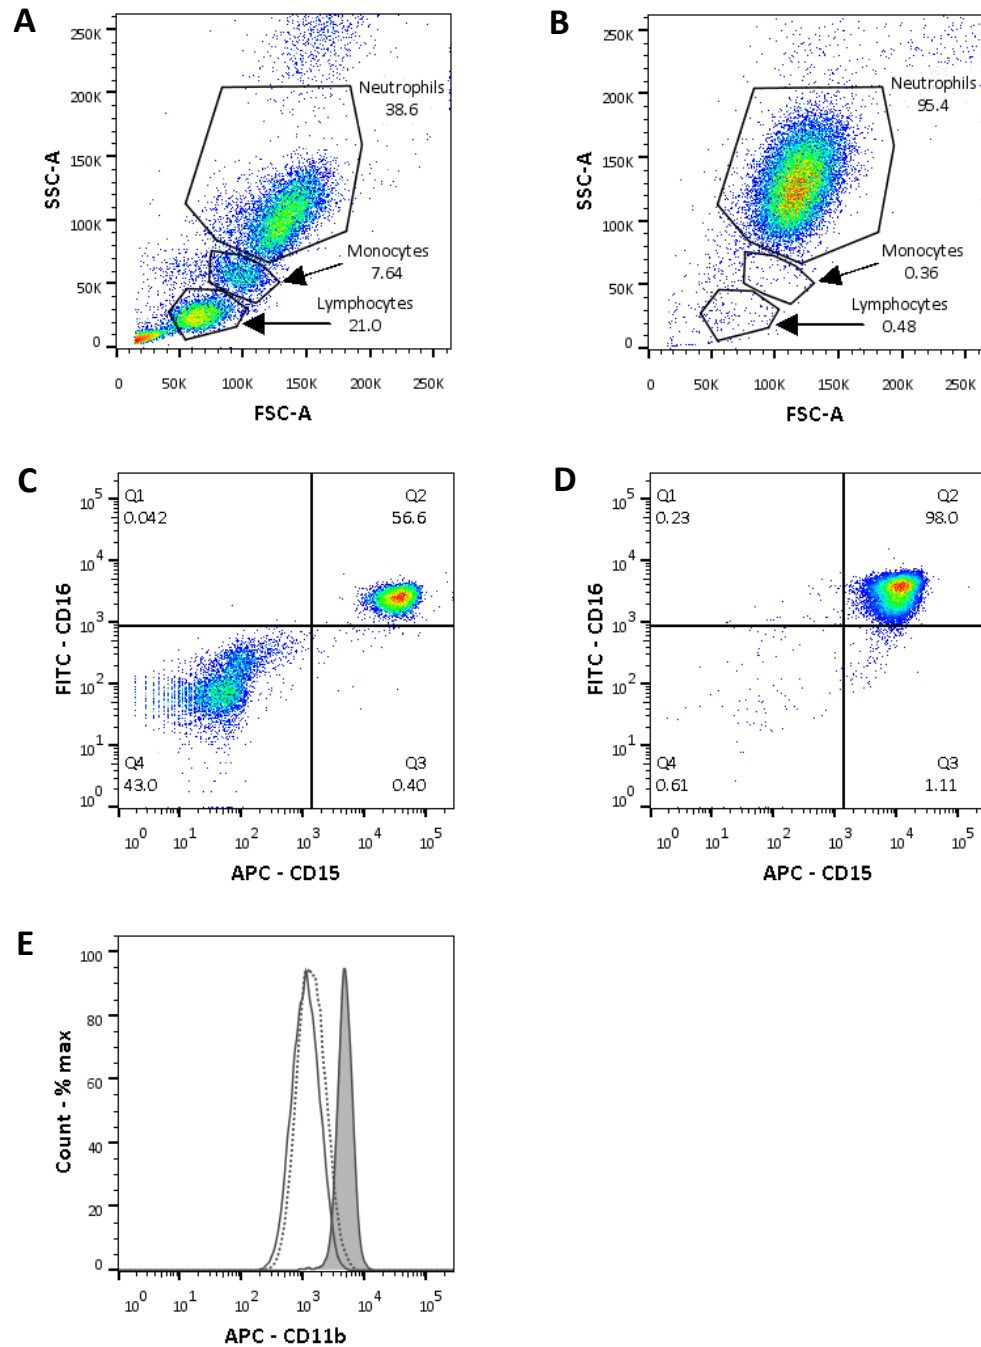 A
250K
200K
150K
100K
50K
0
SSC-A
Neutrophils
38.6
Monocytes
7.64
Lymphocytes
21.0
0
50K
100K
150K
200K
250K
FSC-A
B
250K
200K
150K
100K
50K
0
SSC-A
Neutrophils
95.4
Monocytes
0.36
Lymphocytes
0.48
0
100K
150K
200K
250K
FSC-A
C
10^5
10^4
10^3
10^2
10^1
10^0
FITC - CD16
Q1
0.042
Q2
56.6
Q4
43.0
Q3
0.40
10^0
10^1
10^2
10^3
10^4
10^5
APC - CD15
D
10^5
10^4
10^3
10^2
10^1
10^0
FITC - CD16
Q1
0.23
Q2
98.0
Q4
0.61
Q3
1.11
10^0
10^1
10^2
10^3
10^4
10^5
APC - CD15
E
100
80
60
40
20
0
Count - % max
10^0
10^1
10^2
10^3
10^4
10^5
APC - CD11b